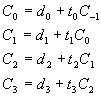 C₀ = d₀ + t₀C₋₁
C₁ = d₁ + t₁C₀
C₂ = d₂ + t₂C₁
C₃ = d₃ + t₃C₂